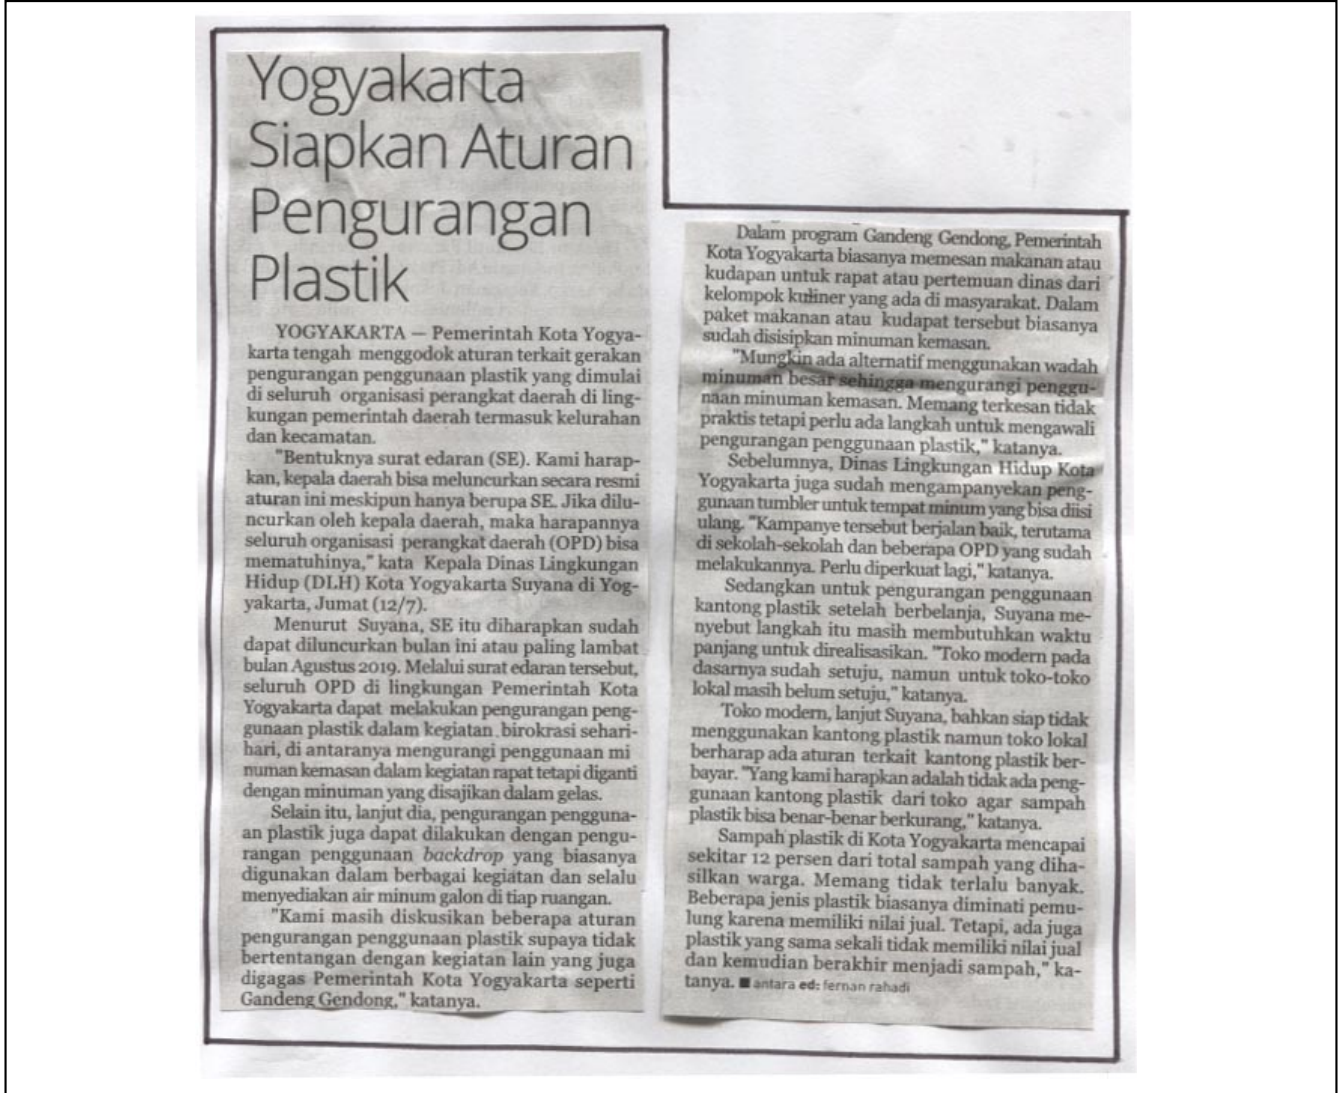 Yogyakarta
Siapkan Aturan
Pengurangan
Plastik
YOGYAKARTA — Pemerintah Kota Yogya-
karta tengah menggodok aturan terkait gerakan
pengurangan penggunaan plastik yang dimulai
di seluruh organisasi perangkat daerah di ling-
kungan pemerintah daerah termasuk kelurahan
dan kecamatan.
"Bentuknya surat edaran (SE). Kami harap-
kan, kepala daerah bisa meluncurkan secara resmi
aturan ini meskipun hanya berupa SE. Jika dilu-
ncurkan oleh kepala daerah, maka harapannya
seluruh organisasi perangkat daerah (OPD) bisa
mematuhinya," kata Kepala Dinas Lingkungan
Hidup (DLH) Kota Yogyakarta Suyana di Yog-
yakarta, Jumat (12/7).
Menurut Suyana, SE itu diharapkan sudah
dapat diluncurkan bulan ini atau paling lambat
bulan Agustus 2019. Melalui surat edaran tersebut,
seluruh OPD di lingkungan Pemerintah Kota
Yogyakarta dapat melakukan pengurangan peng-
gunaan plastik dalam kegiatan birokrasi sehari-
hari, di antaranya mengurangi penggunaan mi
numan kemasan dalam kegiatan rapat tetapi diganti
dengan minuman yang disajikan dalam gelas.
Selain itu, lanjut dia, pengurangan pengguna-
an plastik juga dapat dilakukan dengan pengu-
rangan penggunaan backdrop yang biasanya
digunakan dalam berbagai kegiatan dan selalu
menyediakan air minum galon di tiap ruangan.
"Kami masih diskusikan beberapa aturan
pengurangan penggunaan plastik supaya tidak
bertentangan dengan kegiatan lain yang juga
digagas Pemerintah Kota Yogyakarta seperti
Gandeng Gendong," katanya.
Dalam program Gandeng Gendong, Pemerintah
Kota Yogyakarta biasanya memesan makanan atau
kudapan untuk rapat atau pertemuan dinas dari
kelompok kuliner yang ada di masyarakat. Dalam
paket makanan atau kudapat tersebut biasanya
sudah disisipkan minuman kemasan.
"Mungkin ada alternatif menggunakan wadah
minuman besar sehingga mengurangi penggu-
naan minuman kemasan. Memang terkesan tidak
praktis tetapi perlu ada langkah untuk mengawali
pengurangan penggunaan plastik," katanya.
Sebelumnya, Dinas Lingkungan Hidup Kota
Yogyakarta juga sudah mengampanyekan peng-
gunaan tumbler untuk tempat minum yang bisa diisi
ulang. "Kampanye tersebut berjalan baik, terutama
di sekolah-sekolah dan beberapa OPD yang sudah
melakukannya. Perlu diperkuat lagi," katanya.
Sedangkan untuk pengurangan penggunaan
kantong plastik setelah berbelanja, Suyana me-
nyebut langkah itu masih membutuhkan waktu
panjang untuk direalisasikan. "Toko modern pada
dasarnya sudah setuju, namun untuk toko-toko
lokal masih belum setuju," katanya.
Toko modern, lanjut Suyana, bahkan siap tidak
menggunakan kantong plastik namun toko lokal
berharap ada aturan terkait kantong plastik ber-
bayar. "Yang kami harapkan adalah tidak ada peng-
gunaan kantong plastik dari toko agar sampah
plastik bisa benar-benar berkurang," katanya.
Sampah plastik di Kota Yogyakarta mencapai
sekitar 12 persen dari total sampah yang diha-
silkan warga. Memang tidak terlalu banyak.
Beberapa jenis plastik biasanya diminati pemu-
lung karena memiliki nilai jual. Tetapi, ada juga
plastik yang sama sekali tidak memiliki nilai jual
dan kemudian berakhir menjadi sampah," ka-
tanya. ■ antara ed: fernan rahadi